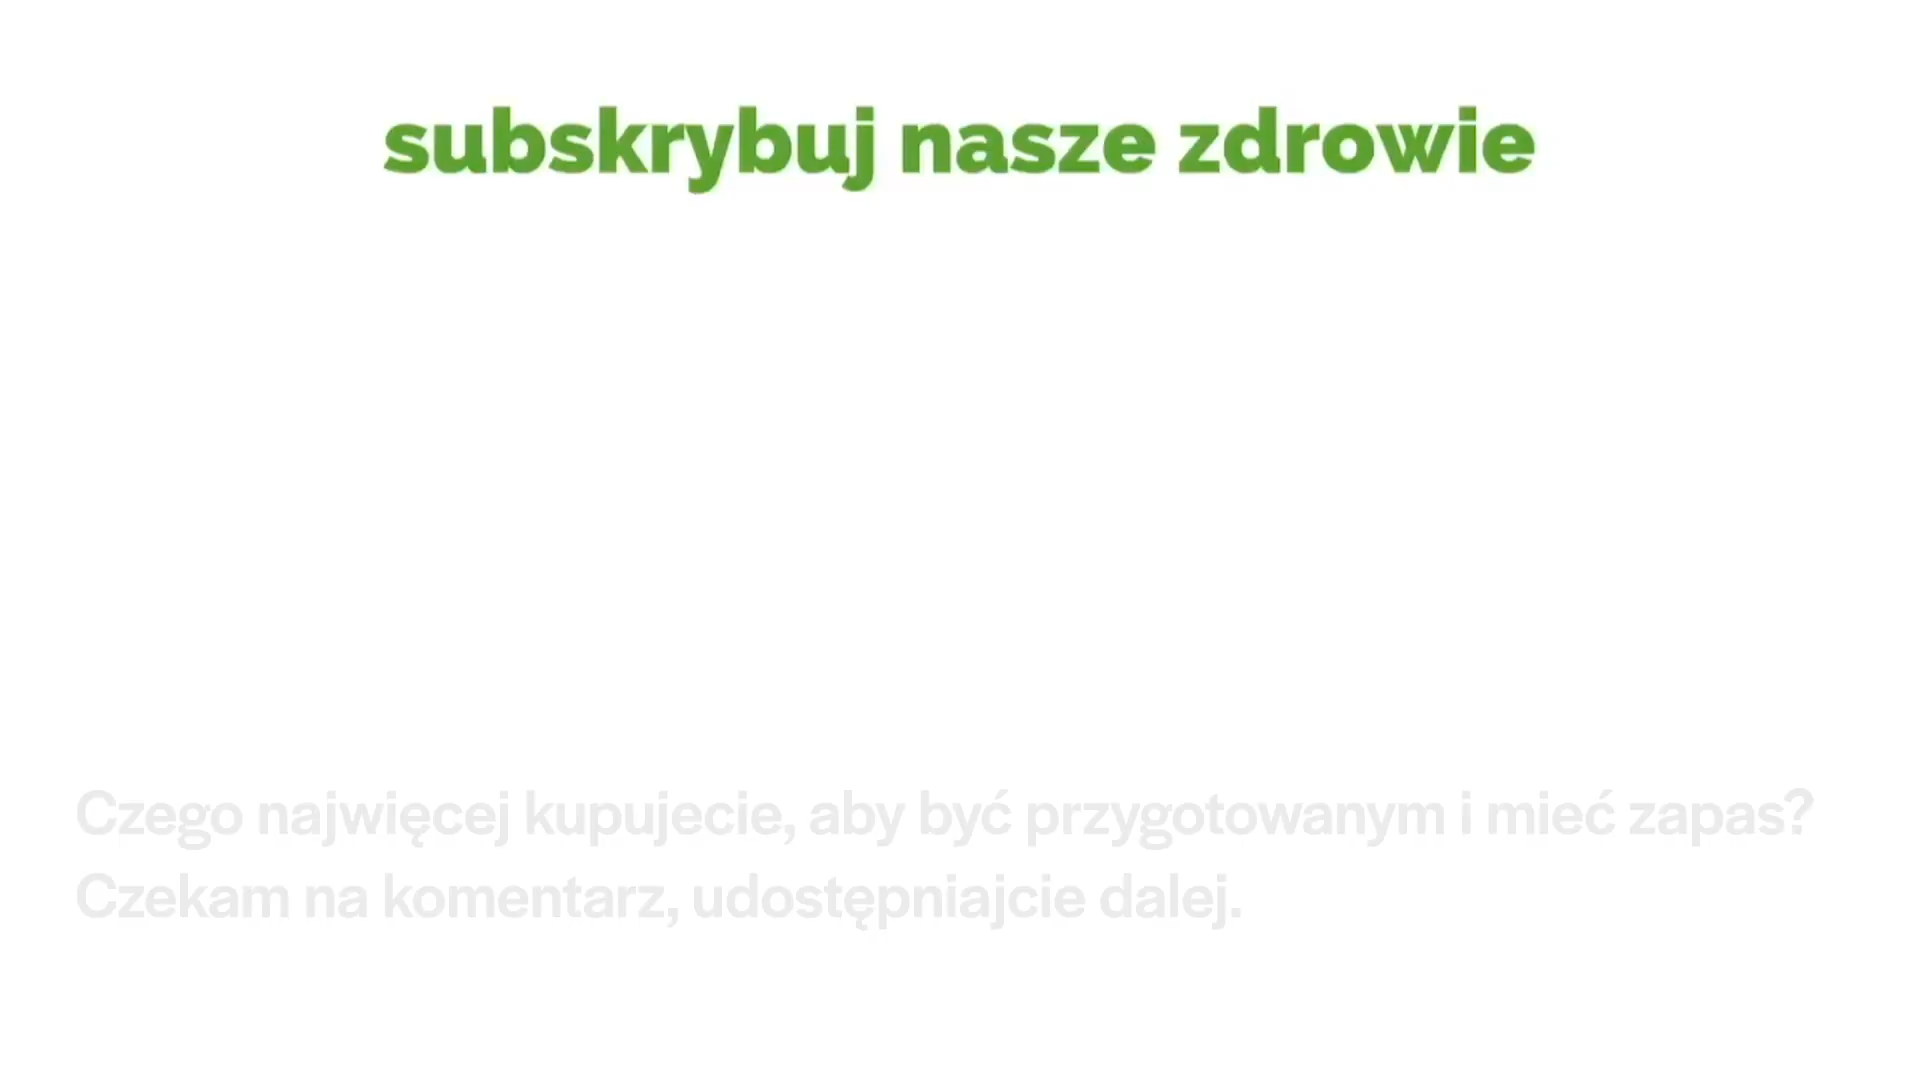 subskrybuj nasze zdrowie
Czego najwięcej kupujecie, aby być przygotowanym i mieć zapas?
Czekam na komentarz, udostępniajcie dalej.